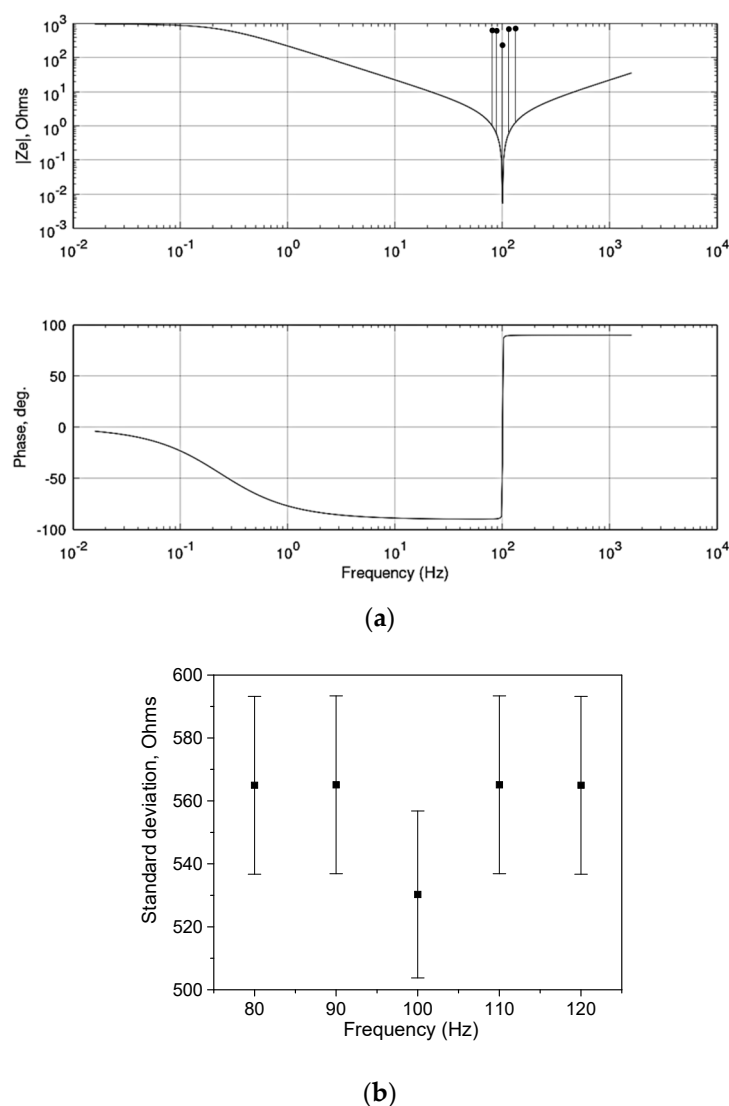 10^3
10^2
10^1
10^0
10^-1
10^-2
10^-3
|Ze|, Ohms
10^-2 10^-1 10^0 10^1 10^2 10^3 10^4
100
50
0
-50
-100
Phase, deg.
10^-2 10^-1 10^0 10^1 10^2 10^3 10^4
Frequency (Hz)
(a)
600
580
560
540
520
500
Standard deviation, Ohms
80 90 100 110 120
Frequency (Hz)
(b)